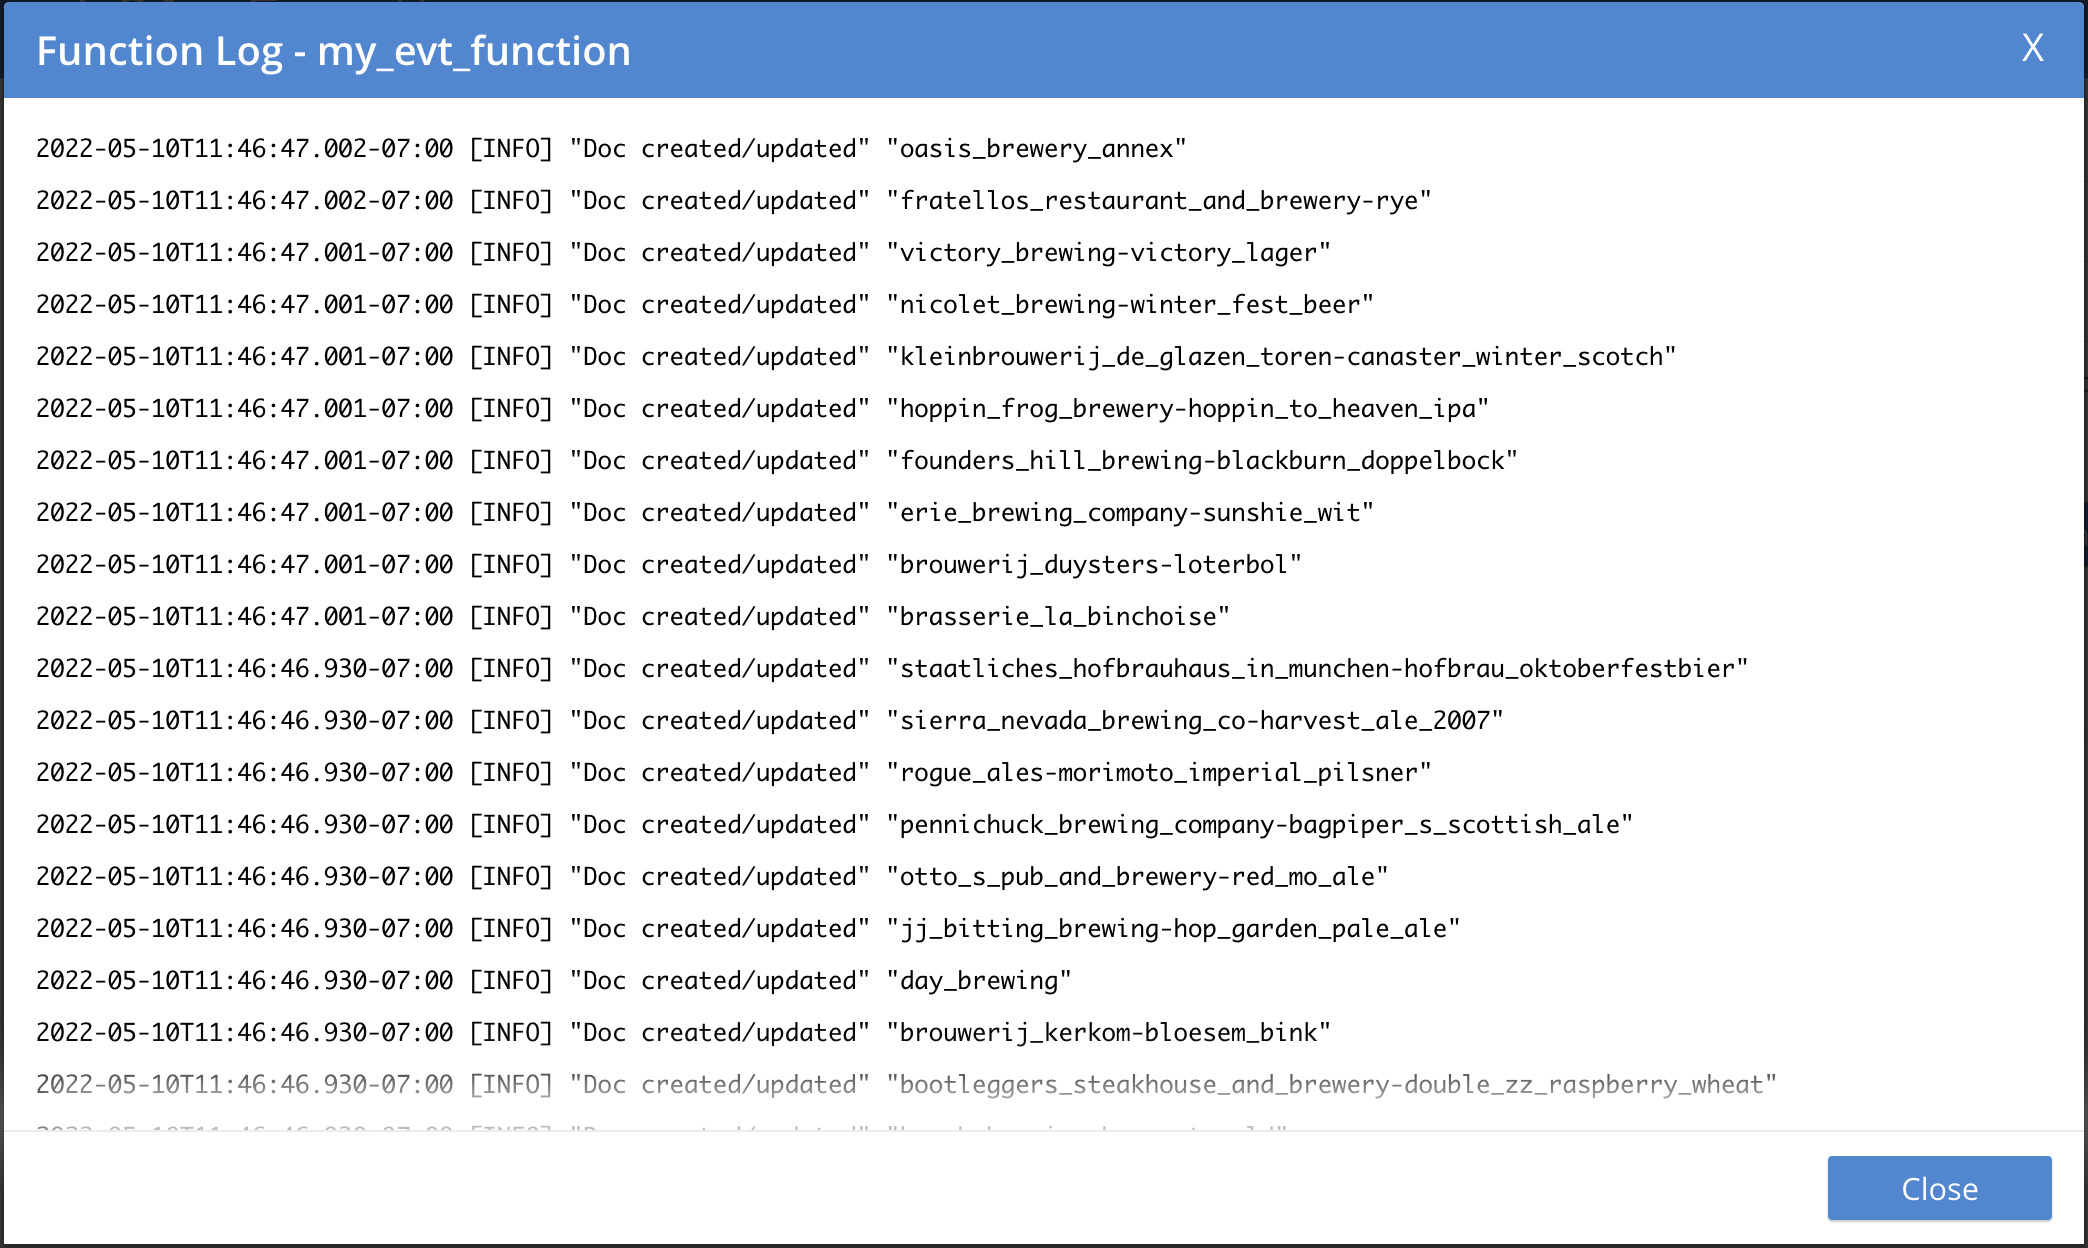 Function Log - my_evt_function X
2022-05-10T11:46:47.002-07:00 [INFO] "Doc created/updated" "oasis_brewery_annex"
2022-05-10T11:46:47.002-07:00 [INFO] "Doc created/updated" "fratellos_restaurant_and_brewery-rye"
2022-05-10T11:46:47.001-07:00 [INFO] "Doc created/updated" "victory_brewing-victory_lager"
2022-05-10T11:46:47.001-07:00 [INFO] "Doc created/updated" "nicolet_brewing-winter_fest_beer"
2022-05-10T11:46:47.001-07:00 [INFO] "Doc created/updated" "kleinbrouwerij_de_glazen_toren-canaster_winter_scotch"
2022-05-10T11:46:47.001-07:00 [INFO] "Doc created/updated" "hoppin_frog_brewery-hoppin_to_heaven_ipa"
2022-05-10T11:46:47.001-07:00 [INFO] "Doc created/updated" "founders_hill_brewing-blackburn_doppelbock"
2022-05-10T11:46:47.001-07:00 [INFO] "Doc created/updated" "erie_brewing_company-sunshie_wit"
2022-05-10T11:46:47.001-07:00 [INFO] "Doc created/updated" "brouwerij_duysters-loterbol"
2022-05-10T11:46:47.001-07:00 [INFO] "Doc created/updated" "brasserie_la_binchoise"
2022-05-10T11:46:46.930-07:00 [INFO] "Doc created/updated" "staatliches_hofbrauhaus_in_munchen-hofbrau_oktoberfestbier"
2022-05-10T11:46:46.930-07:00 [INFO] "Doc created/updated" "sierra_nevada_brewing_co-harvest_ale_2007"
2022-05-10T11:46:46.930-07:00 [INFO] "Doc created/updated" "rogue_ales-morimoto_imperial_pilsner"
2022-05-10T11:46:46.930-07:00 [INFO] "Doc created/updated" "pennichuck_brewing_company-bagpiper_s_scottish_ale"
2022-05-10T11:46:46.930-07:00 [INFO] "Doc created/updated" "otto_s_pub_and_brewery-red_mo_ale"
2022-05-10T11:46:46.930-07:00 [INFO] "Doc created/updated" "jj_bitting_brewing-hop_garden_pale_ale"
2022-05-10T11:46:46.930-07:00 [INFO] "Doc created/updated" "day_brewing"
2022-05-10T11:46:46.930-07:00 [INFO] "Doc created/updated" "brouwerij_kerkom-bloesem_bink"
2022-05-10T11:46:46.930-07:00 [INFO] "Doc created/updated" "bootleggers_steakhouse_and_brewery-double_zz_raspberry_wheat"
2022-05-10T11:46:46.930-07:00 [INFO] "Doc created/updated"
Close